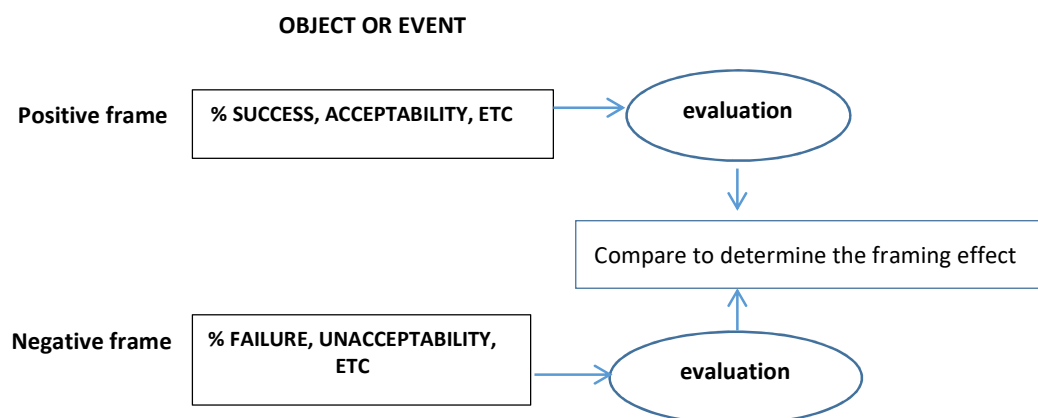 OBJECT OR EVENT
Positive frame
% SUCCESS, ACCEPTABILITY, ETC
evaluation
Compare to determine the framing effect
Negative frame
% FAILURE, UNACCEPTABILITY,
ETC
evaluation